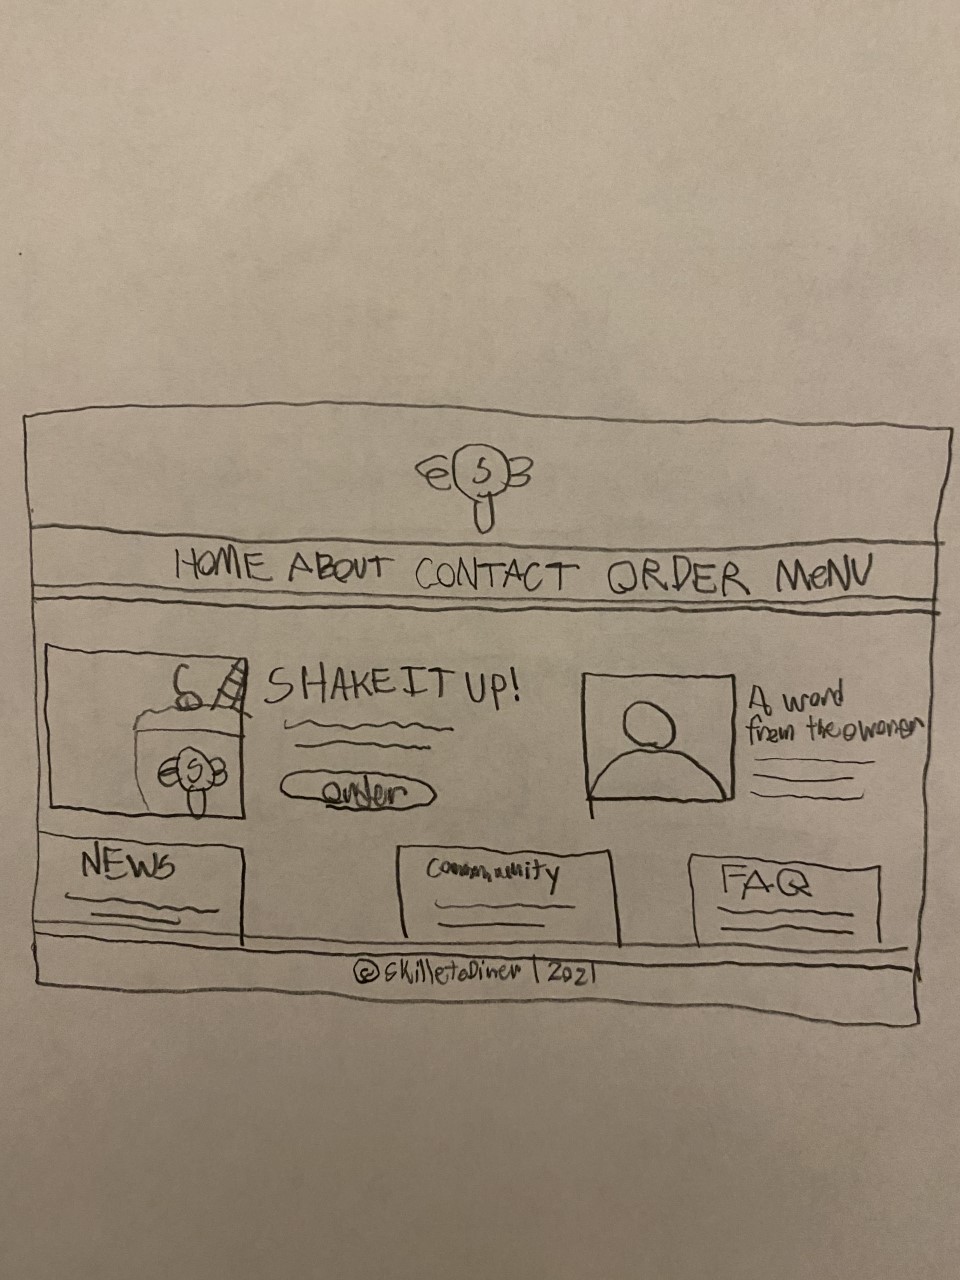 S
HOME ABOUT CONTACT ORDER MENU
SHAKE IT UP!
order
S
A word
from the owoner
NEWS
Community
FAQ
© SkilletoDiner | 2021